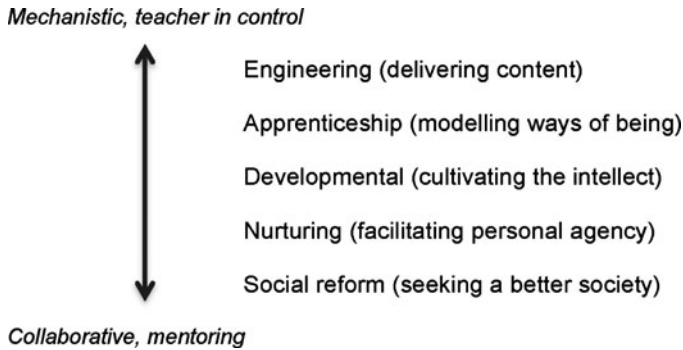 Mechanistic, teacher in control
Engineering (delivering content)
Apprenticeship (modelling ways of being)
Developmental (cultivating the intellect)
Nurturing (facilitating personal agency)
Social reform (seeking a better society)
Collaborative, mentoring